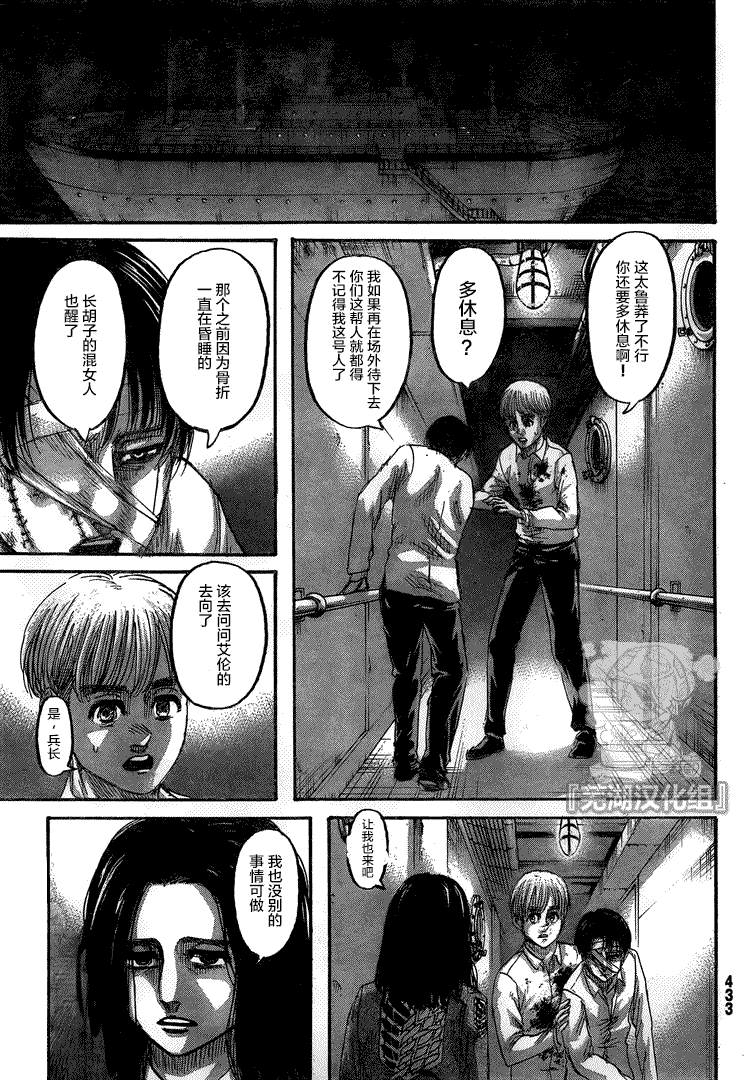 这太鲁莽了不行
你还要多休息啊！
多休息？
我如果再在场外待下去
你们这帮人就都得
不记得我这号人了
那个之前因为骨折
一直在昏睡的
长胡子的混女人
也醒了
该去问问艾伦的
去向了
是，兵长
『芜湖汉化组』
让我也来吧
我也没别的
事情可做
433